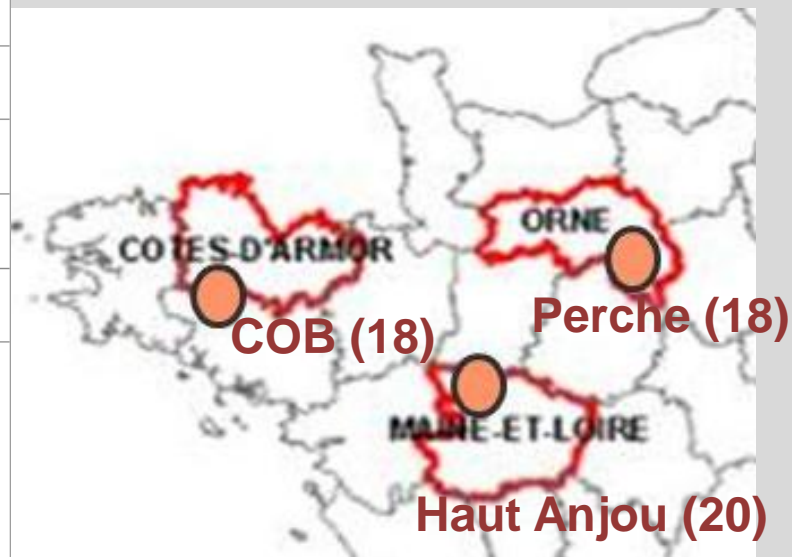 ORNE
COTES-D'ARMOR
Perche (18)
COB (18)
MAINE-ET-LOIRE
Haut Anjou (20)